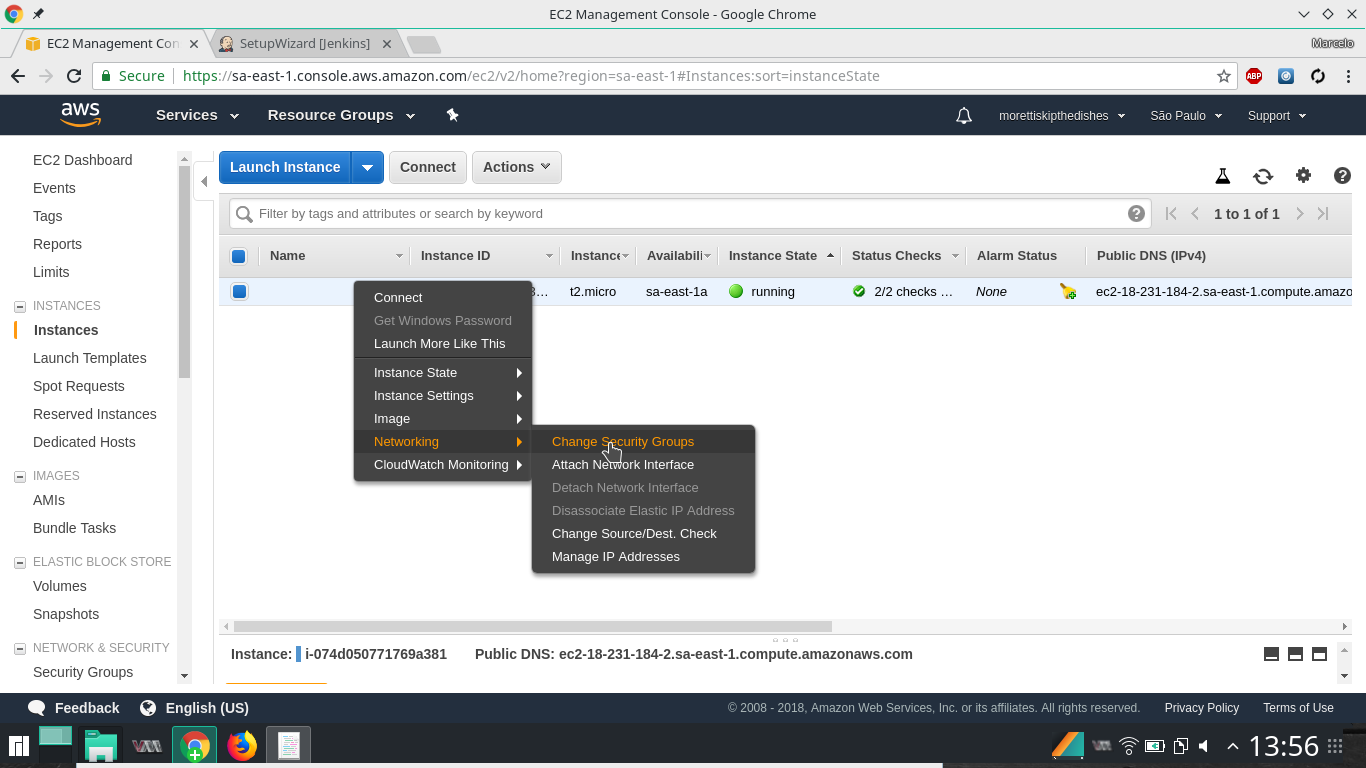 EC2 Management Console - Google Chrome
EC2 Management Con
SetupWizard [Jenkins]
Marcelo
Secure
https://sa-east-1.console.aws.amazon.com/ec2/v2/home?region=sa-east-1#Instances:sort=instanceState
ABP
aws
Services
Resource Groups
morettiskipthedishes
São Paulo
Support
EC2 Dashboard
Events
Tags
Reports
Limits
INSTANCES
Instances
Launch Templates
Spot Requests
Reserved Instances
Dedicated Hosts
IMAGES
AMIs
Bundle Tasks
ELASTIC BLOCK STORE
Volumes
Snapshots
NETWORK & SECURITY
Security Groups
Launch Instance
Connect
Actions
Filter by tags and attributes or search by keyword
1 to 1 of 1
Name
Instance ID
Instance
Availabili
Instance State
Status Checks
Alarm Status
Public DNS (IPv4)
t2.micro
sa-east-1a
running
2/2 checks …
None
ec2-18-231-184-2.sa-east-1.compute.amazo
Connect
Get Windows Password
Launch More Like This
Instance State
Instance Settings
Image
Networking
CloudWatch Monitoring
Change Security Groups
Attach Network Interface
Detach Network Interface
Disassociate Elastic IP Address
Change Source/Dest. Check
Manage IP Addresses
Instance: i-074d050771769a381 Public DNS: ec2-18-231-184-2.sa-east-1.compute.amazonaws.com
Feedback
English (US)
© 2008 - 2018, Amazon Web Services, Inc. or its affiliates. All rights reserved.
Privacy Policy
Terms of Use
13:56